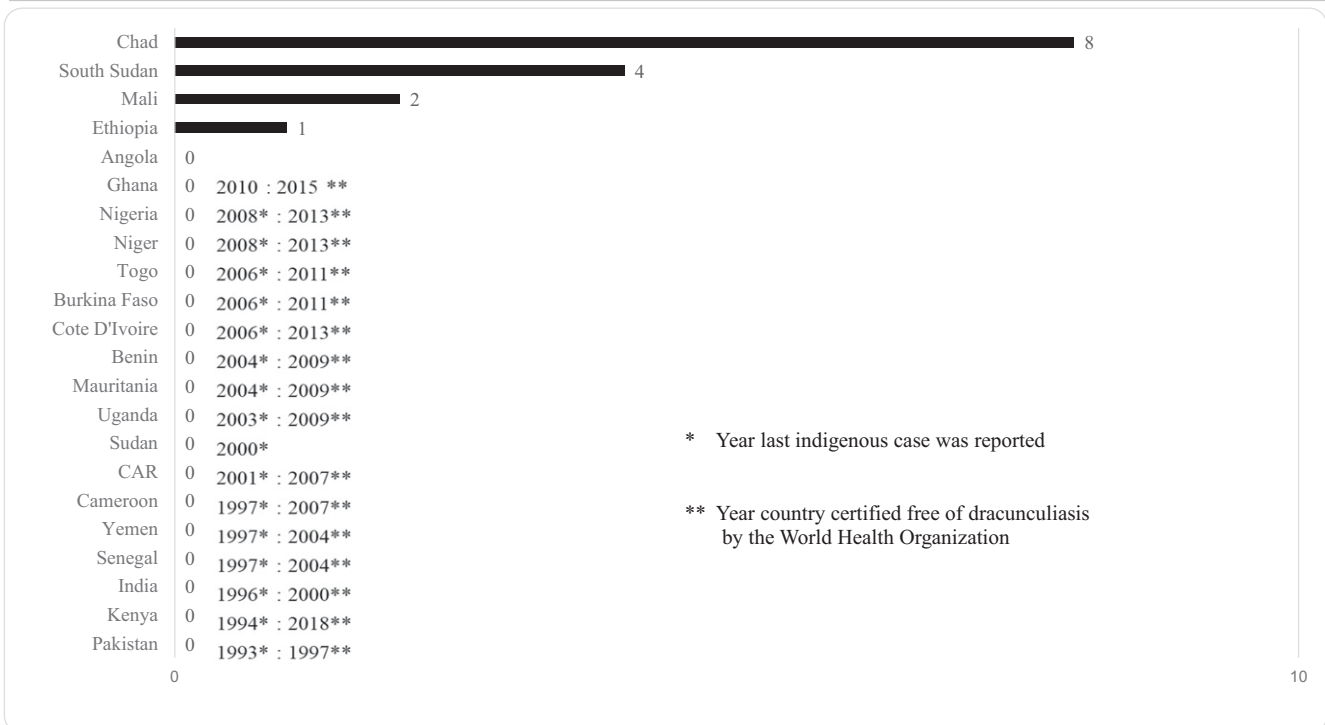 Chad 8
South Sudan 4
Mali 2
Ethiopia 1
Angola 0
Ghana 0 2010 : 2015 **
Nigeria 0 2008* : 2013**
Niger 0 2008* : 2013**
Togo 0 2006* : 2011**
Burkina Faso 0 2006* : 2011**
Cote D'Ivoire 0 2006* : 2013**
Benin 0 2004* : 2009**
Mauritania 0 2004* : 2009**
Uganda 0 2003* : 2009**
Sudan 0 2000*
CAR 0 2001* : 2007**
Cameroon 0 1997* : 2007**
Yemen 0 1997* : 2004**
Senegal 0 1997* : 2004**
India 0 1996* : 2000**
Kenya 0 1994* : 2018**
Pakistan 0 1993* : 1997**
0 10
* Year last indigenous case was reported
** Year country certified free of dracunculiasis
by the World Health Organization